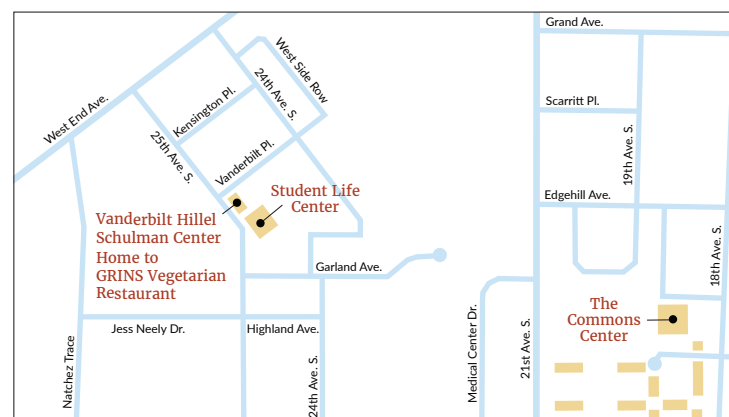 Grand Ave.
West Side Row
24th Ave. S.
West End Ave.
Kensington Pl.
Scarritt Pl.
25th Ave. S.
19th Ave. S.
Vanderbilt Pl.
Student Life
Center
Edgehill Ave.
Vanderbilt Hillel
Schulman Center
Home to
GRINS Vegetarian
Restaurant
18th Ave. S.
Garland Ave.
The
Commons
Center
Jess Neely Dr.
Highland Ave.
Natchez Trace
24th Ave. S.
Medical Center Dr.
21st Ave. S.